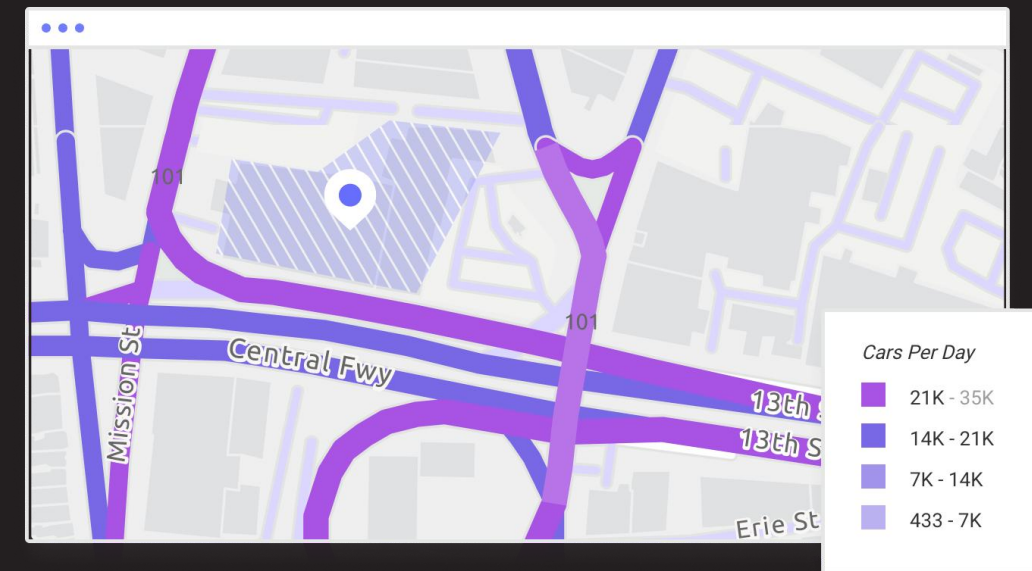 101
101
Mission St
Central Fwy
13th S
13th S
Erie St
Cars Per Day
21K - 35K
14K - 21K
7K - 14K
433 - 7K